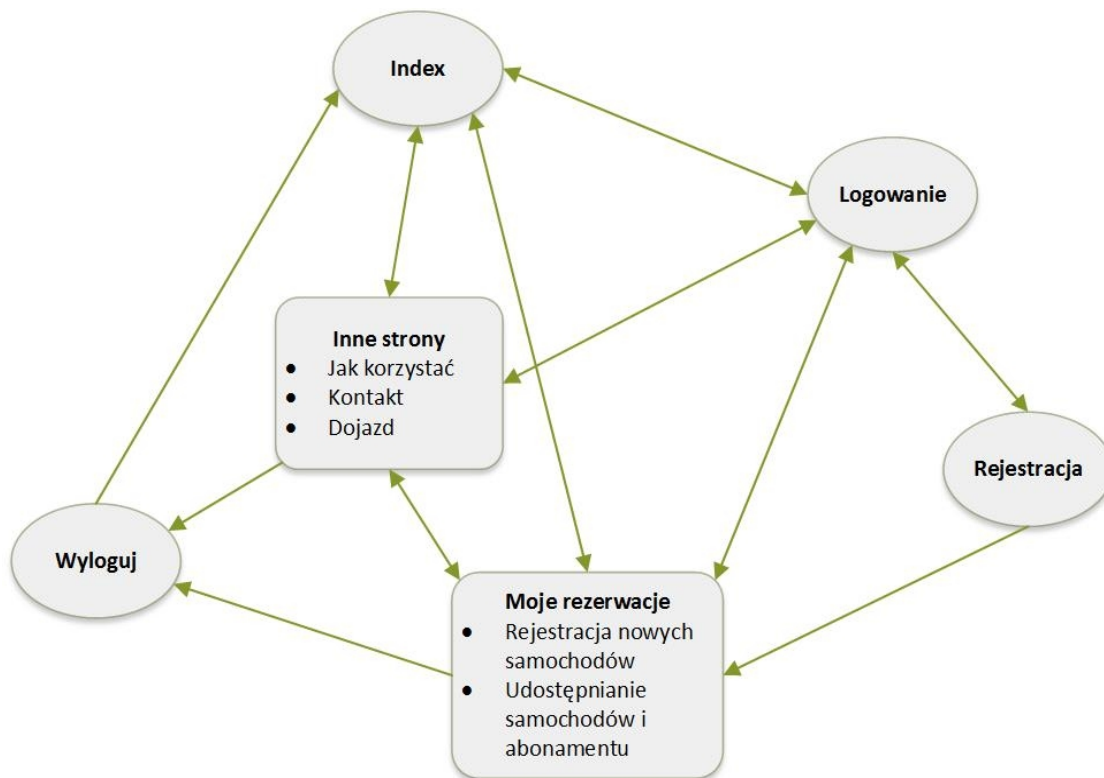 Index
Logowanie
Inne strony
● Jak korzystać
● Kontakt
● Dojazd
Rejestracja
Wyloguj
Moje rezerwacje
● Rejestracja nowych
samochodów
● Udostępnianie
samochodów i
abonamentu